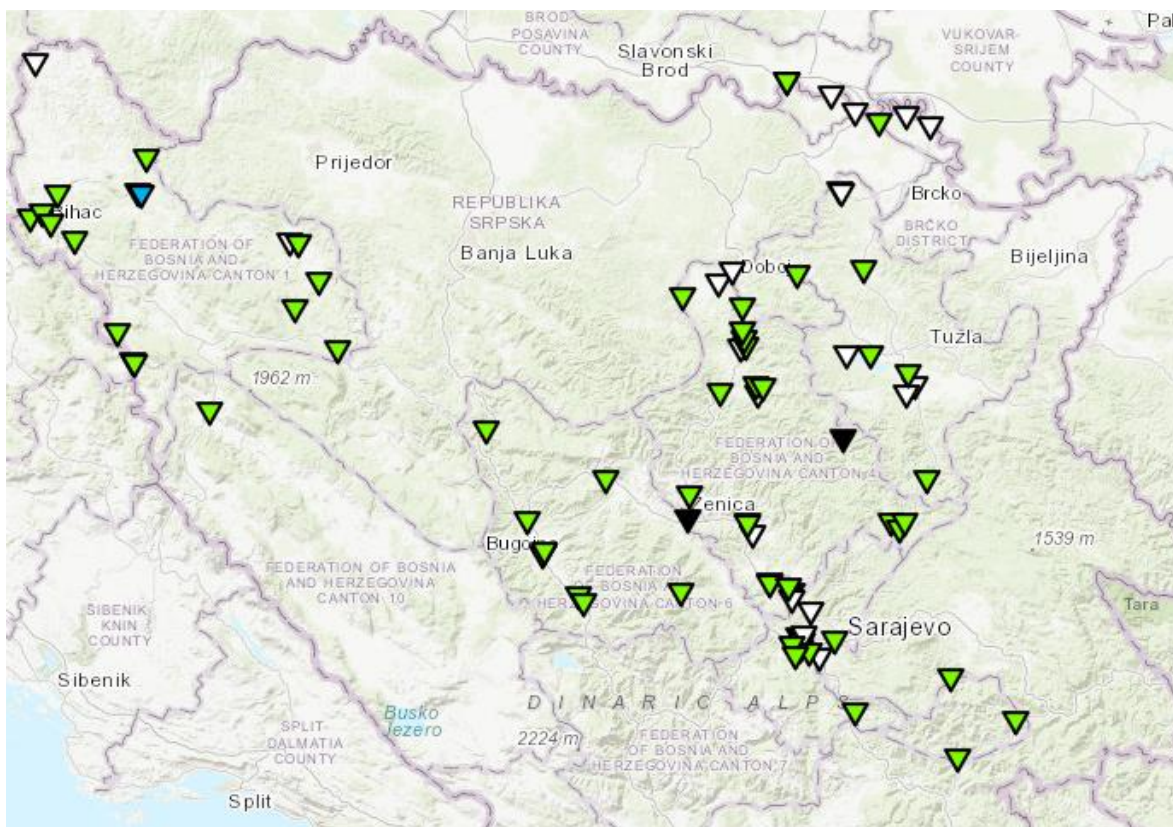 BROD-
POSAVINA
COUNTY
Slavonski
Brod
VUKOVAR-
SRIJEM
COUNTY
Pal
Prijedor
REPUBLIKA
SRPSKA
Brcko
BRČKO
DISTRICT
Bihac
FEDERATION OF
BOSNIA AND
HERZEGOVINA CANTON 1
Banja Luka
Doboj
Bijeljina
Tužla
1962 m
FEDERATION OF
BOSNIA AND
HERZEGOVINA CANTON 4
Zenica
Bugojno
1539 m
FEDERATION OF BOSNIA
AND HERZEGOVINA
CANTON 10
FEDERATION
OF BOSNIA A
HERZEGOVINA CANTON 6
ŠIBENIK
KNIN
COUNTY
Tara
Sarajevo
Sibenik
DINARIC ALPS
Busko
Jezero
SPLIT-
DALMATIA
COUNTY
2224 m
FEDERATION
OF BOSNIA AND
HERZEGOVINA CANTON 7
Split